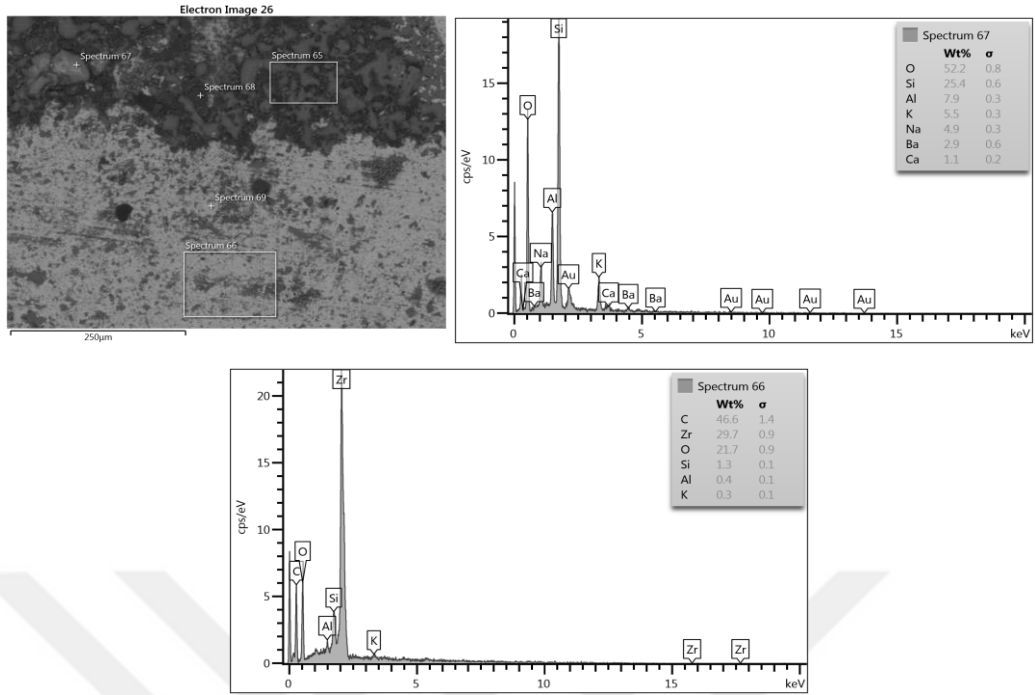 Electron Image 26
Spectrum 67
Spectrum 65
Spectrum 68
Spectrum 69
Spectrum 66
250µm
cps/eV
15
10
5
0
Si
O
Al
Na
Ca
Ba
Au
K
Ca
Ba
Ba
Au
Au
Au
Au
0
5
10
15
keV
Spectrum 67
Wt% σ
O 52.2 0.8
Si 25.4 0.6
Al 7.9 0.3
K 5.5 0.3
Na 4.9 0.3
Ba 2.9 0.6
Ca 1.1 0.2
cps/eV
20
15
10
5
0
Zr
O
C
Si
Al
K
Zr
Zr
0
5
10
15
keV
Spectrum 66
Wt% σ
C 46.6 1.4
Zr 29.7 0.9
O 21.7 0.9
Si 1.3 0.1
Al 0.4 0.1
K 0.3 0.1